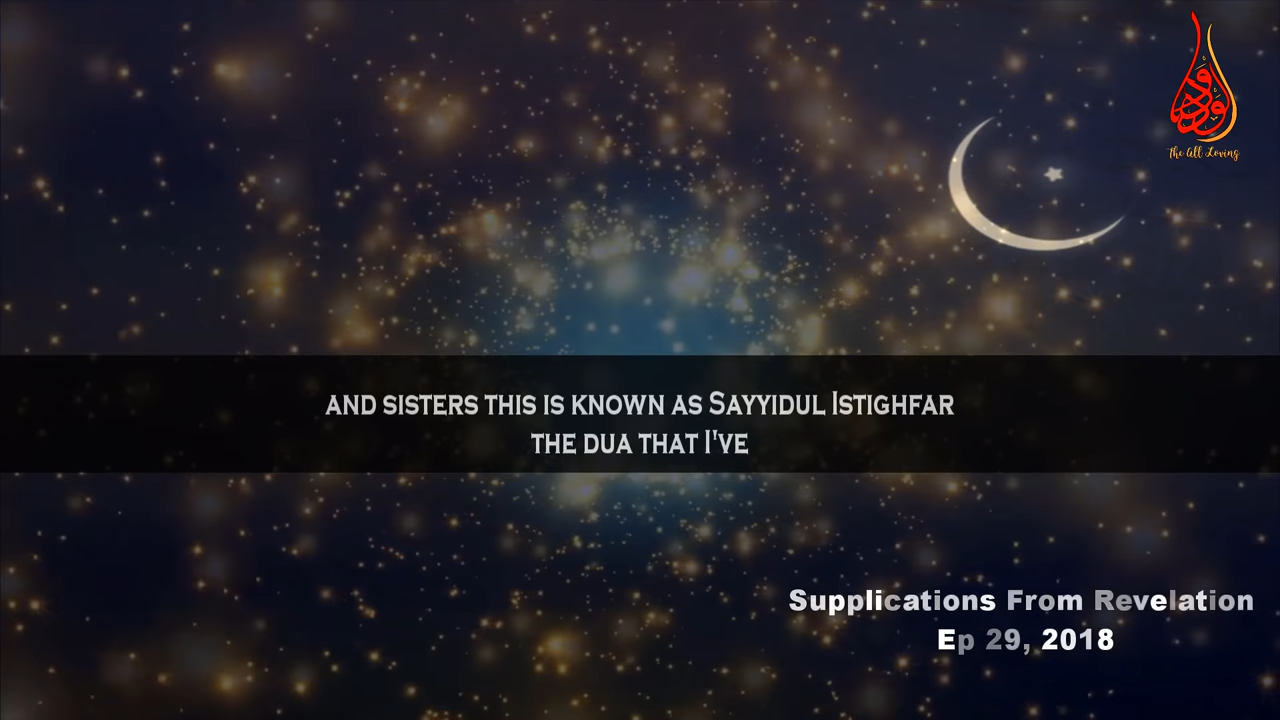 الودود
The All Loving
AND SISTERS THIS IS KNOWN AS SAYYIDUL ISTIGHFAR
THE DUA THAT I'VE
Supplications From Revelation
Ep 29, 2018